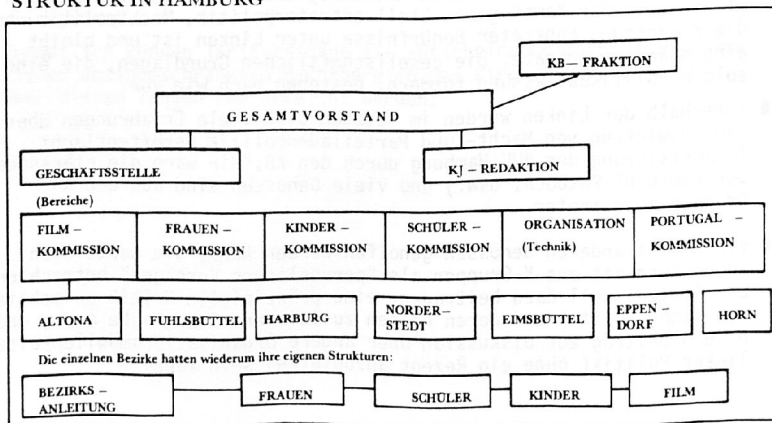 STRUKTUR IN HAMBURG
KB— FRAKTION
GESAMTVORSTAND
GESCHÄFTSSTELLE
KJ— REDAKTION
(Bereiche)
FILM —
KOMMISSION
FRAUEN —
KOMMISSION
KINDER —
KOMMISSION
SCHÜLER —
KOMMISSION
ORGANISATION
(Technik)
PORTUGAL —
KOMMISSION
ALTONA
FUHLSBÜTTEL
HARBURG
NORDER—
STEDT
EIMSBÜTTEL
EPPEN—
DORF
HORN
Die einzelnen Bezirke hatten wiederum ihre eigenen Strukturen:
BEZIRKS—
ANLEITUNG
FRAUEN
SCHÜLER
KINDER
FILM